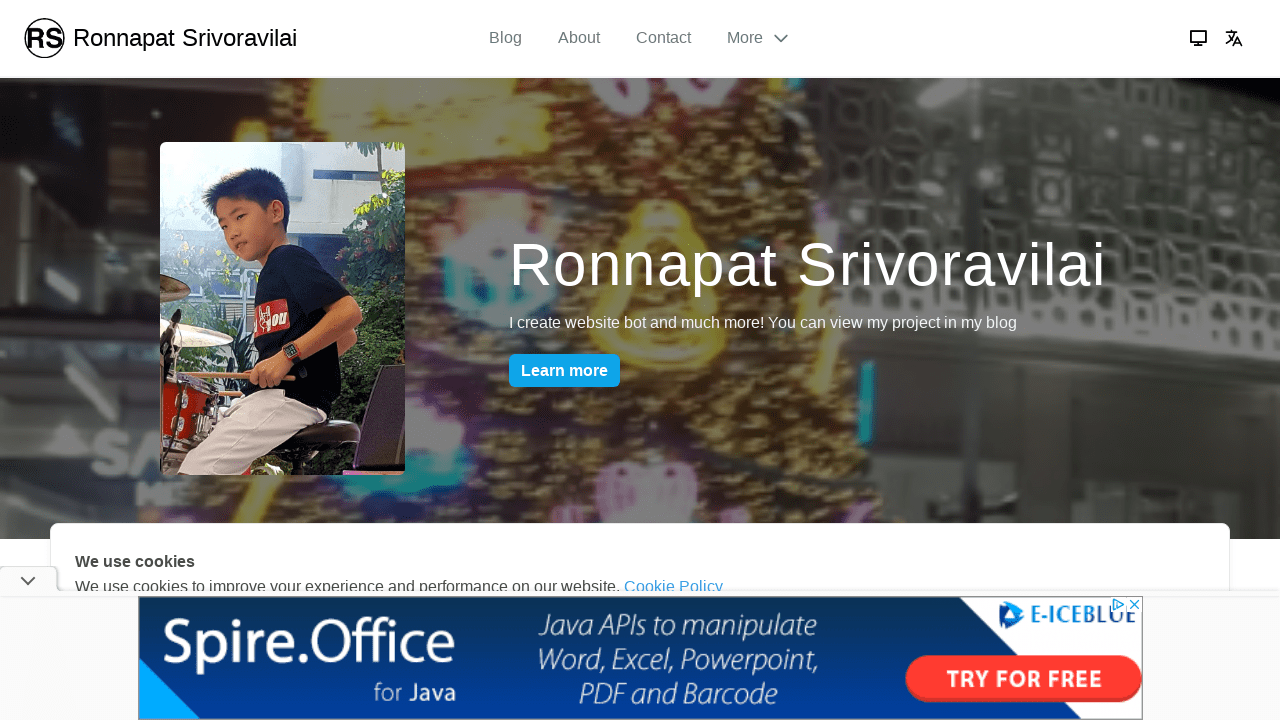 RS Ronnapat Srivoravilai
Blog
About
Contact
More
Ronnapat Srivoravilai
I create website bot and much more! You can view my project in my blog
Learn more
We use cookies
We use cookies to improve your experience and performance on our website. Cookie Policy
Spire.Office
for Java
Java APIs to manipulate
Word, Excel, Powerpoint,
PDF and Barcode
E-ICEBLUE
TRY FOR FREE